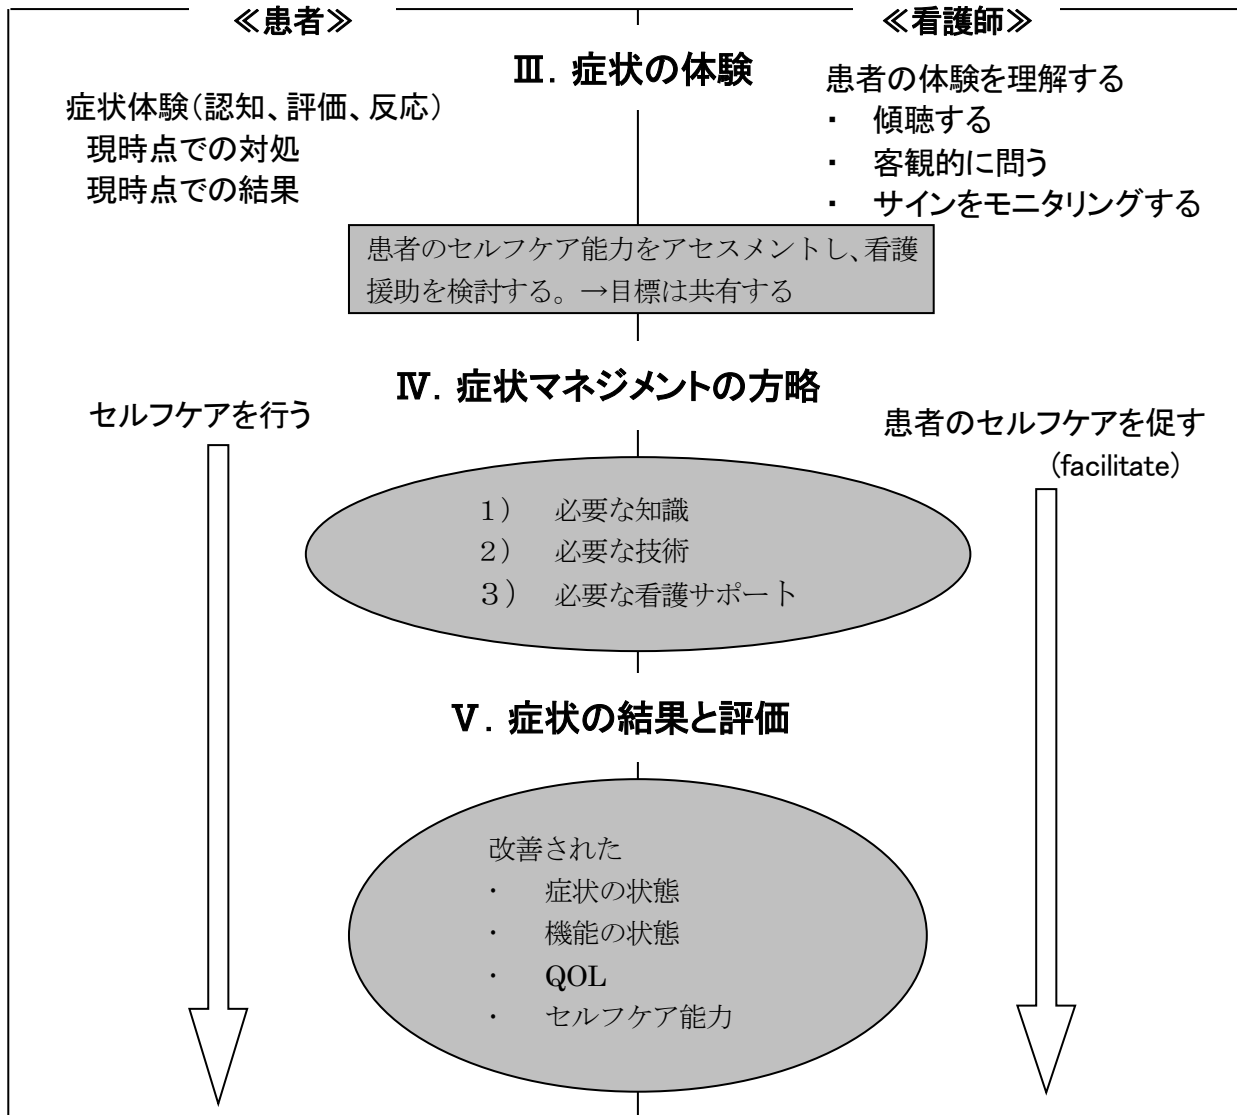 ≪患者≫
≪看護師≫
Ⅲ. 症状の体験
症状体験(認知、評価、反応)
現時点での対処
現時点での結果
患者の体験を理解する
・ 傾聴する
・ 客観的に問う
・ サインをモニタリングする
患者のセルフケア能力をアセスメントし、看護
援助を検討する。→目標は共有する
Ⅳ. 症状マネジメントの方略
セルフケアを行う
患者のセルフケアを促す
(facilitate)
1) 必要な知識
2) 必要な技術
3) 必要な看護サポート
Ⅴ. 症状の結果と評価
改善された
・ 症状の状態
・ 機能の状態
・ QOL
・ セルフケア能力